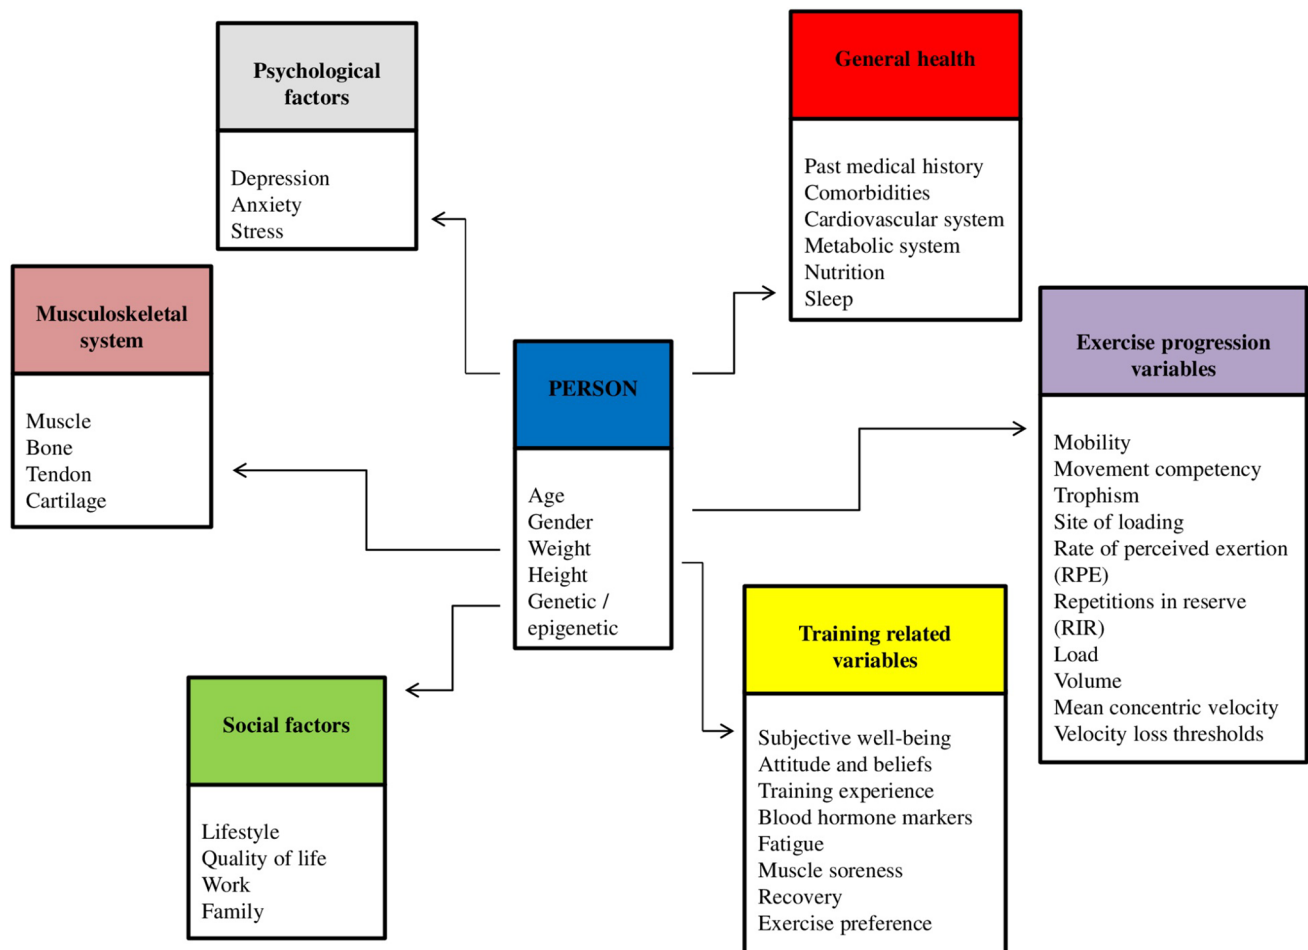 Psychological
factors
Depression
Anxiety
Stress
General health
Past medical history
Comorbidities
Cardiovascular system
Metabolic system
Nutrition
Sleep
Musculoskeletal
system
Muscle
Bone
Tendon
Cartilage
PERSON
Age
Gender
Weight
Height
Genetic /
epigenetic
Exercise progression
variables
Mobility
Movement competency
Trophism
Site of loading
Rate of perceived exertion
(RPE)
Repetitions in reserve
(RIR)
Load
Volume
Mean concentric velocity
Velocity loss thresholds
Social factors
Lifestyle
Quality of life
Work
Family
Training related
variables
Subjective well-being
Attitude and beliefs
Training experience
Blood hormone markers
Fatigue
Muscle soreness
Recovery
Exercise preference